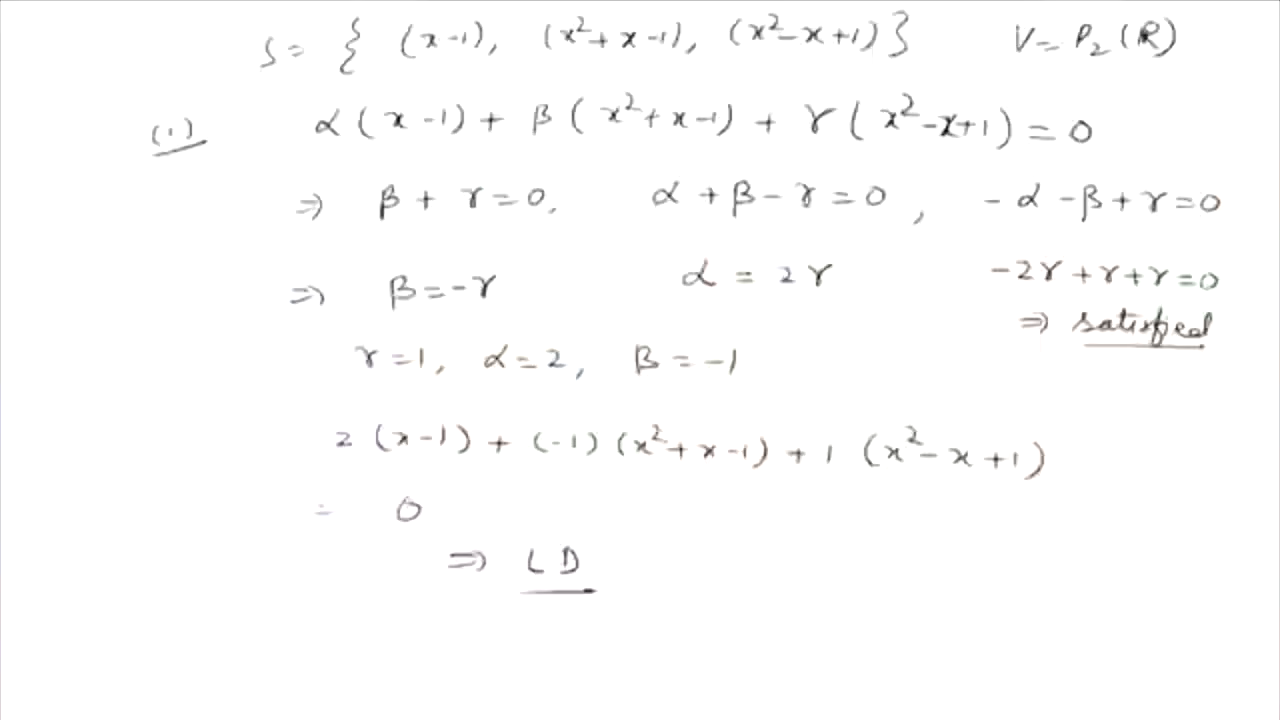 S = { (x-1), (x²+x-1), (x²-x+1) } V = P₂(R)
(1) α(x-1) + β(x²+x-1) + γ(x²-x+1) = 0
⇒ β + γ = 0, α + β - γ = 0, -α - β + γ = 0
⇒ β = -γ α = 2γ -2γ + γ + γ = 0
⇒ satisfied
γ = 1, α = 2, β = -1
2(x-1) + (-1)(x²+x-1) + 1(x²-x+1)
= 0
⇒ LD